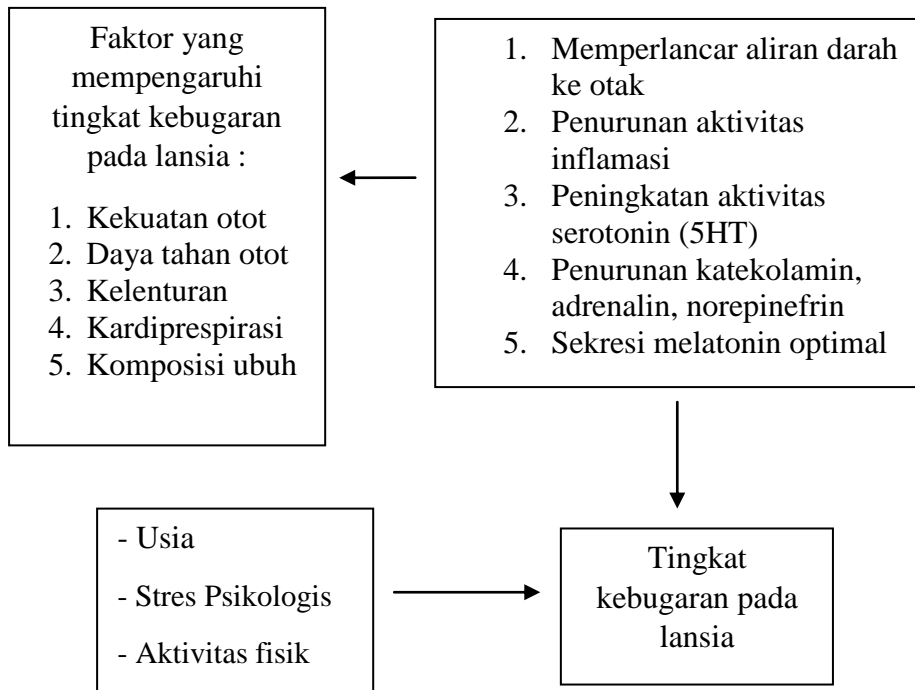 Faktor yang
mempengaruhi
tingkat kebugaran
pada lansia :
1. Kekuatan otot
2. Daya tahan otot
3. Kelenturan
4. Kardiprespirasi
5. Komposisi ubuh
1. Memperlancar aliran darah
ke otak
2. Penurunan aktivitas
inflamasi
3. Peningkatan aktivitas
serotonin (5HT)
4. Penurunan katekolamin,
adrenalin, norepinefrin
5. Sekresi melatonin optimal
- Usia
- Stres Psikologis
- Aktivitas fisik
Tingkat
kebugaran pada
lansia